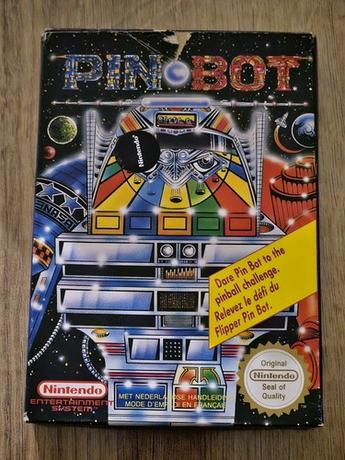 PIN BOT
Nintendo
Dare Pin Bot to the
pinball challenge.
Relevez le défi du
Flipper Pin Bot.
Original
Nintendo
Seal of
Quality
TM
Nintendo
ENTERTAINMENT
SYSTEM
MET NEDERLANDSE HANDLEIDING
MODE D'EMPLOI EN FRANÇAIS